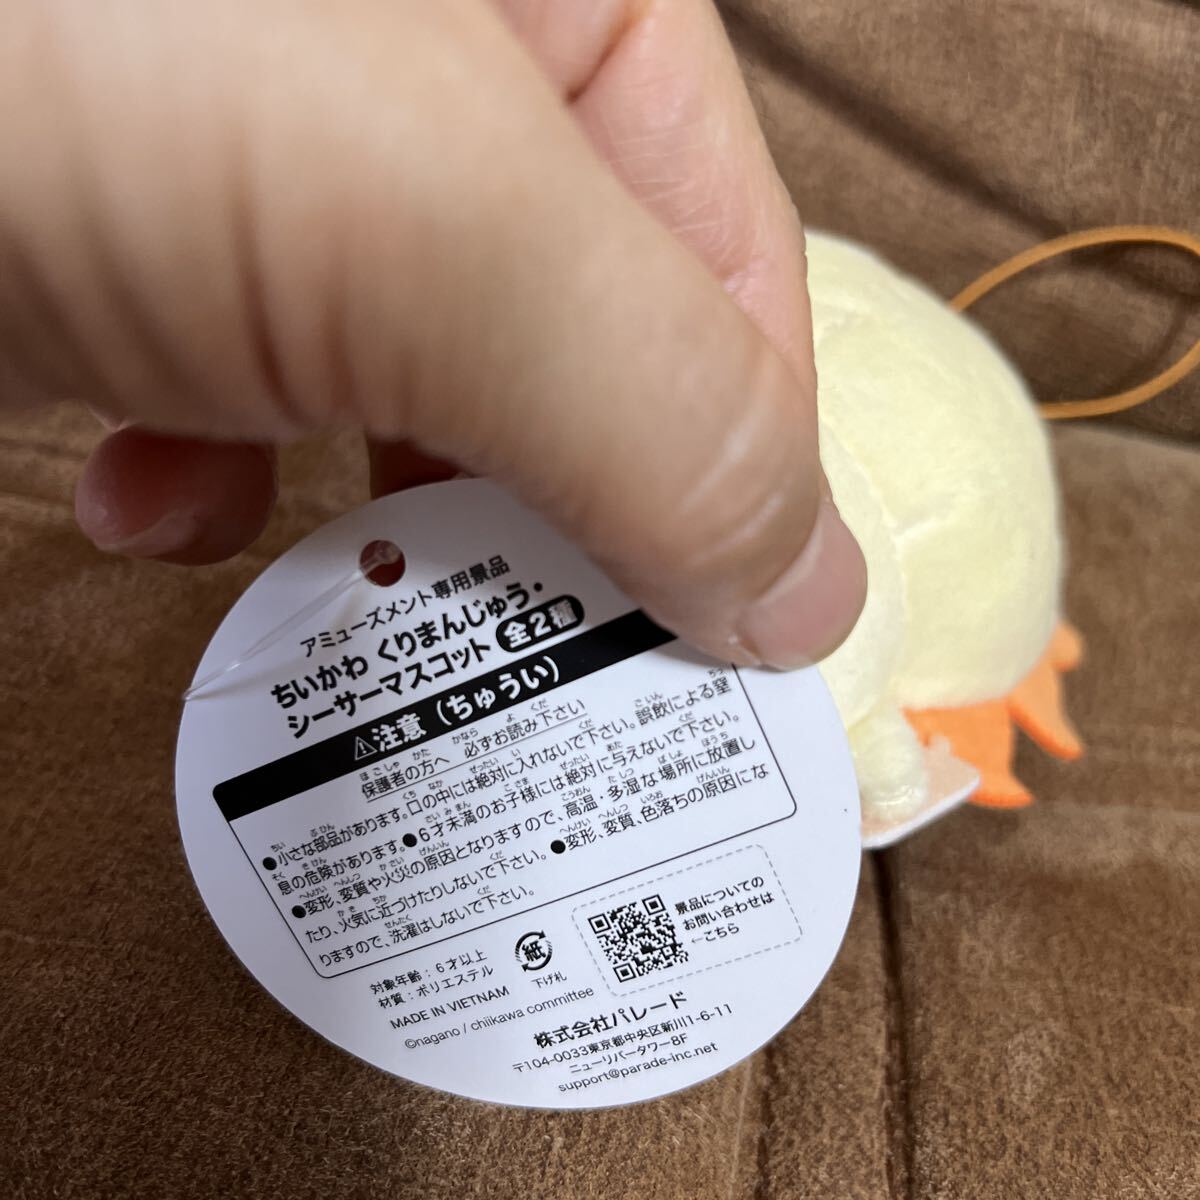 アミューズメント専用景品
ちいかわ くりまんじゅう・
シーサーマスコット 全2種
⚠注意（ちゅうい）
保護者の方へ 必ずお読み下さい
●小さな部品があります。口の中には絶対に入れないで下さい。誤飲による窒
息の危険があります。●6才未満のお子様には絶対に与えないで下さい。
●変形、変質や火災の原因となりますので、高温・多湿な場所に放置し
たり、火気に近づけたりしないで下さい。●変形、変質、色落ちの原因にな
りますので、洗濯はしないで下さい。
対象年齢：6才以上
材質：ポリエステル
MADE IN VIETNAM
©nagano / chiikawa committee
紙
下げ札
景品についての
お問い合わせは
←こちら
株式会社パレード
〒104-0033東京都中央区新川1-6-11
ニューリバータワー8F
support@parade-inc.net